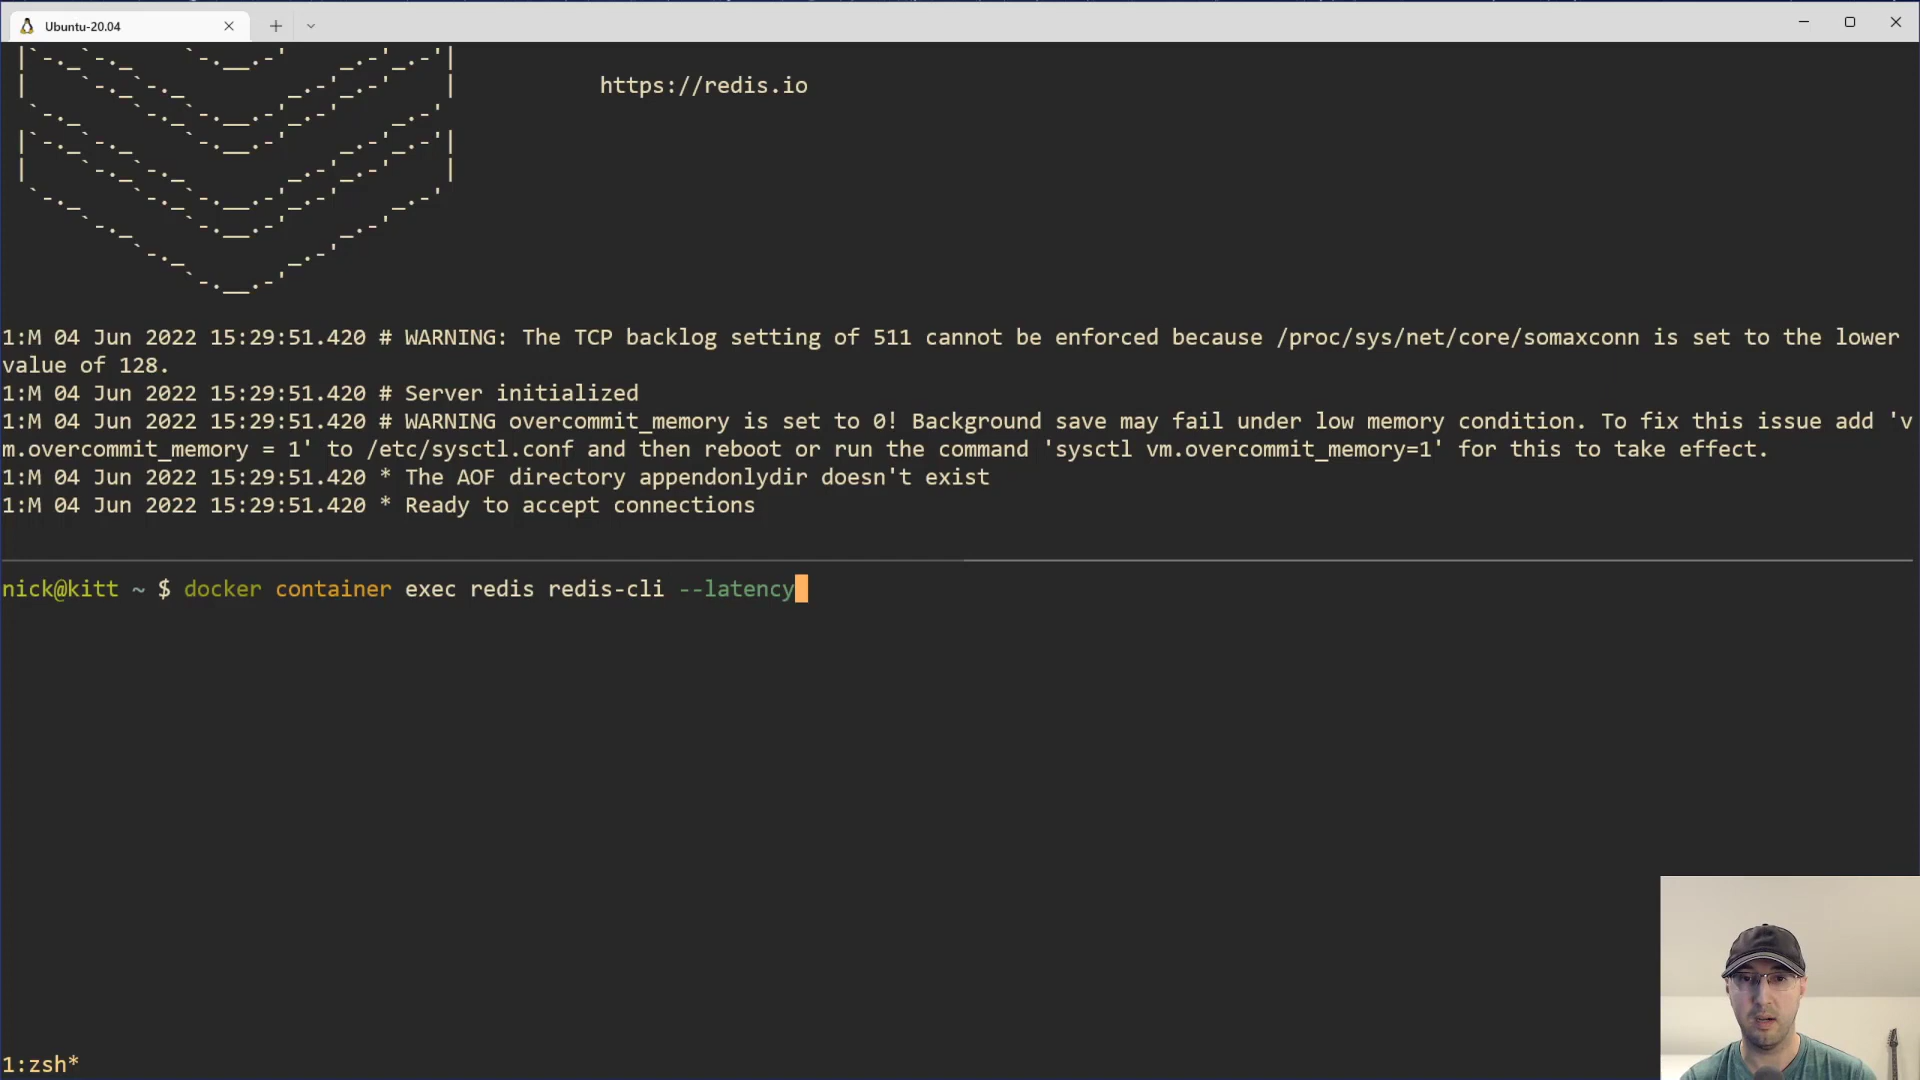 Ubuntu-20.04
https://redis.io
1:M 04 Jun 2022 15:29:51.420 # WARNING: The TCP backlog setting of 511 cannot be enforced because /proc/sys/net/core/somaxconn is set to the lower
value of 128.
1:M 04 Jun 2022 15:29:51.420 # Server initialized
1:M 04 Jun 2022 15:29:51.420 # WARNING overcommit_memory is set to 0! Background save may fail under low memory condition. To fix this issue add 'v
m.overcommit_memory = 1' to /etc/sysctl.conf and then reboot or run the command 'sysctl vm.overcommit_memory=1' for this to take effect.
1:M 04 Jun 2022 15:29:51.420 * The AOF directory appendonlydir doesn't exist
1:M 04 Jun 2022 15:29:51.420 * Ready to accept connections
nick@kitt ~ $ docker container exec redis redis-cli --latency
1:zsh*